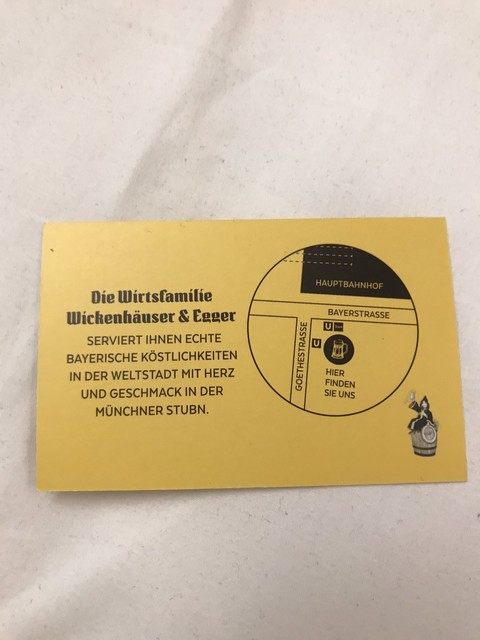 Die Wirtsfamilie
Wickenhäuser & Egger
SERVIERT IHNEN ECHTE
BAYERISCHE KÖSTLICHKEITEN
IN DER WELTSTADT MIT HERZ
UND GESCHMACK IN DER
MÜNCHNER STUBN.
HAUPTBAHNHOF
BAYERSTRASSE
GOETHESTRASSE
U
U
HIER
FINDEN
SIE UNS